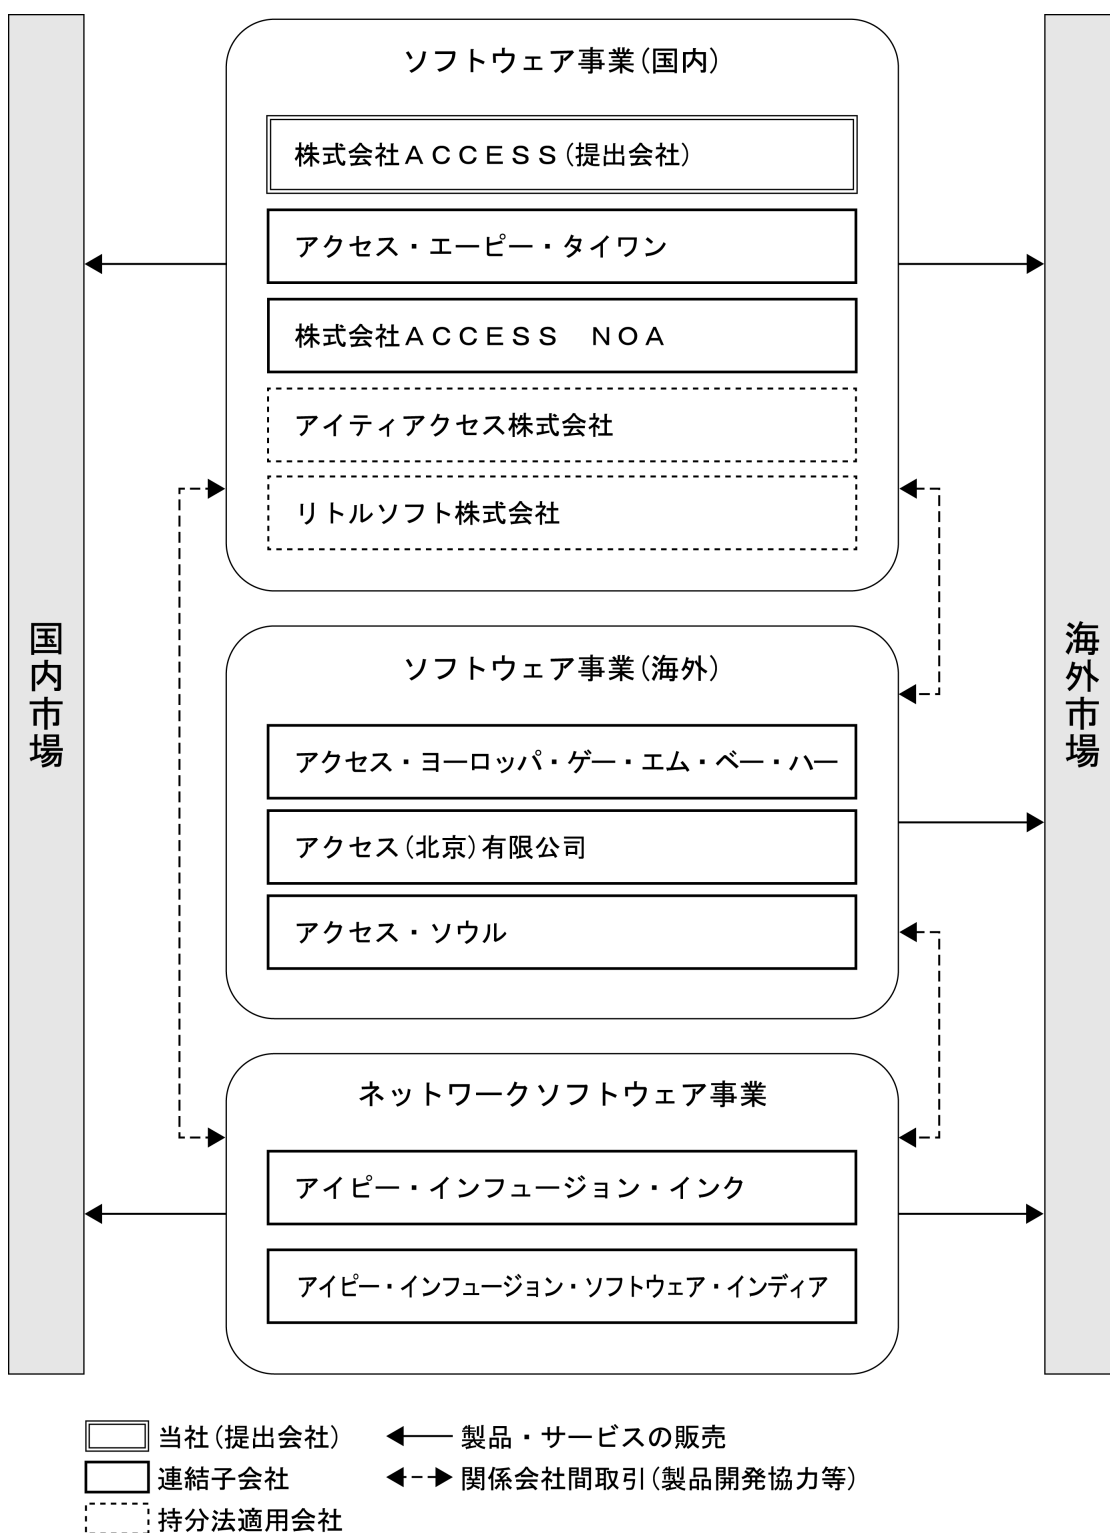 ソフトウェア事業(国内)
株式会社ＡＣＣＥＳＳ(提出会社)
アクセス・エーピー・タイワン
株式会社ＡＣＣＥＳＳ　ＮＯＡ
アイティアクセス株式会社
リトルソフト株式会社
国内市場
海外市場
ソフトウェア事業(海外)
アクセス・ヨーロッパ・ゲー・エム・ベー・ハー
アクセス(北京)有限公司
アクセス・ソウル
ネットワークソフトウェア事業
アイピー・インフュージョン・インク
アイピー・インフュージョン・ソフトウェア・インディア
当社(提出会社)
製品・サービスの販売
連結子会社
関係会社間取引(製品開発協力等)
持分法適用会社